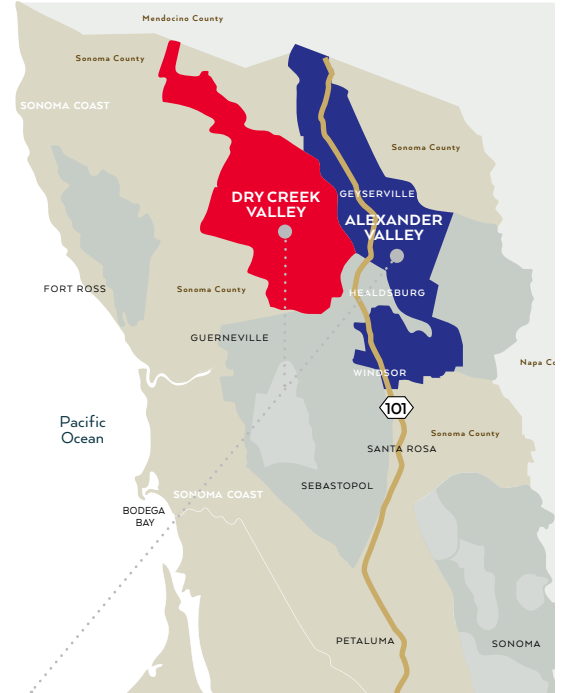 Mendocino County
Sonoma County
SONOMA COAST
Sonoma County
GEYSERVILLE
DRY CREEK
VALLEY
ALEXANDER
VALLEY
FORT ROSS
Sonoma County
HEALDSBURG
GUERNEVILLE
Napa Co
WINDSOR
101
Pacific
Ocean
Sonoma County
SANTA ROSA
SEBASTOPOL
SONOMA COAST
BODEGA
BAY
PETALUMA
SONOMA